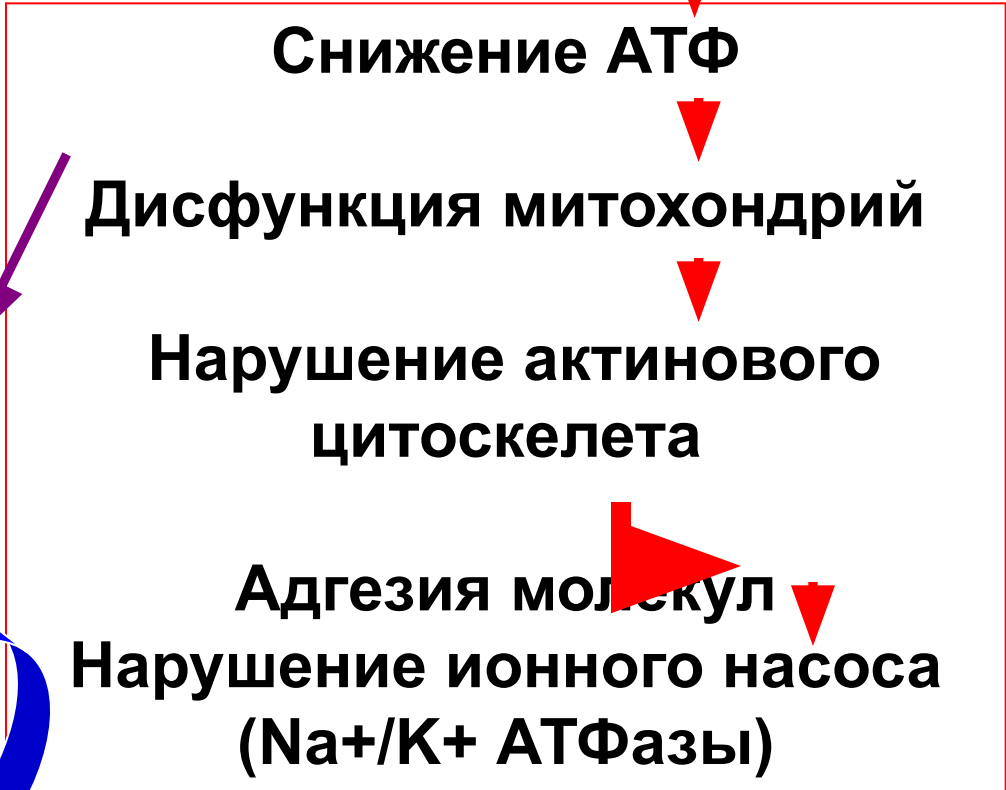 Снижение АТФ
Дисфункция митохондрий
Нарушение актинового
цитоскелета
Адгезия молекул
Нарушение ионного насоса
(Na+/K+ АТФазы)